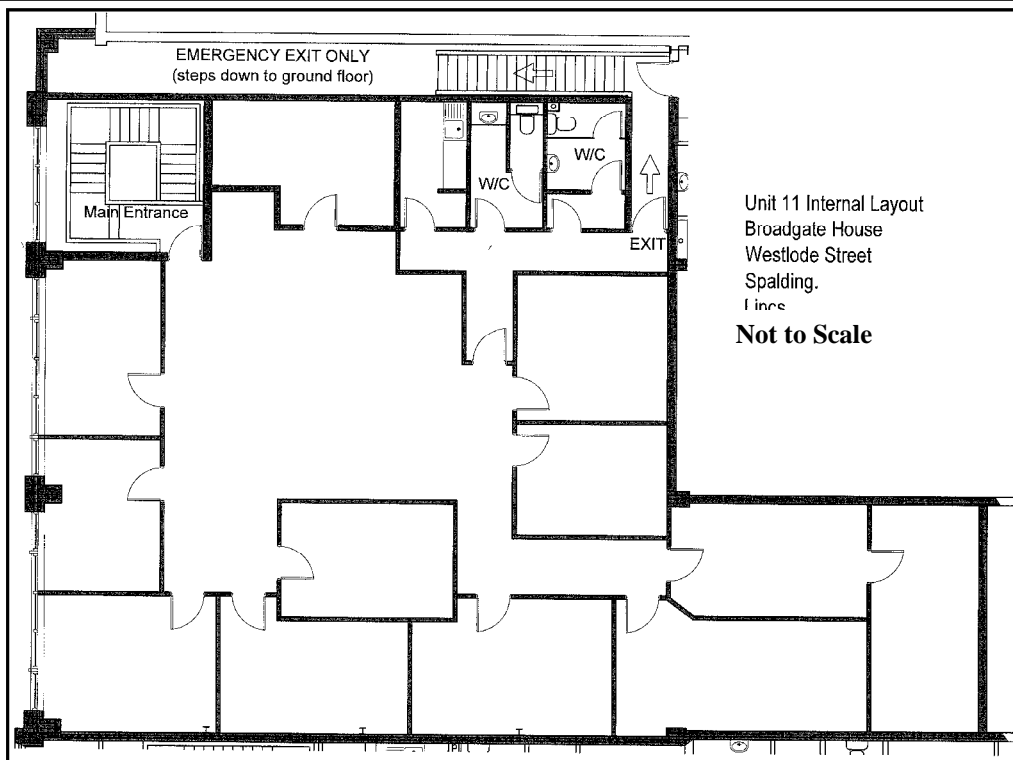 EMERGENCY EXIT ONLY
(steps down to ground floor)
Main Entrance
W/C
W/C
EXIT
Unit 11 Internal Layout
Broadgate House
Westlode Street
Spalding.
Lincs
Not to Scale